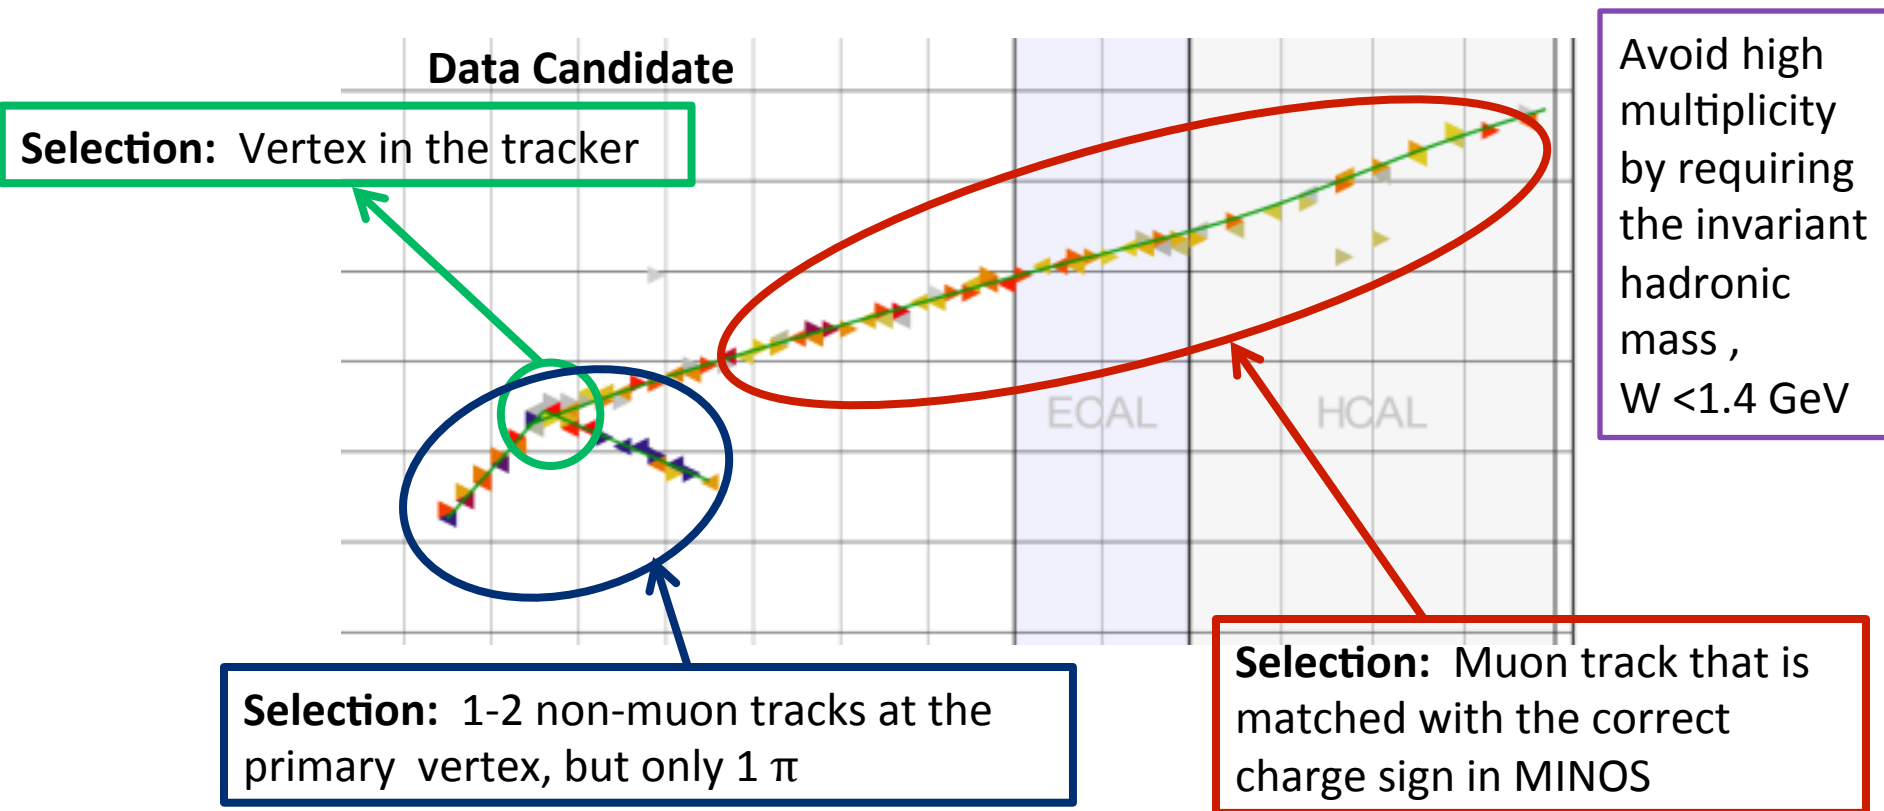 Data Candidate
Selection: Vertex in the tracker
Avoid high
multiplicity
by requiring
the invariant
hadronic
mass ,
W <1.4 GeV
ECAL
HCAL
Selection: 1-2 non-muon tracks at the
primary vertex, but only 1 π
Selection: Muon track that is
matched with the correct
charge sign in MINOS